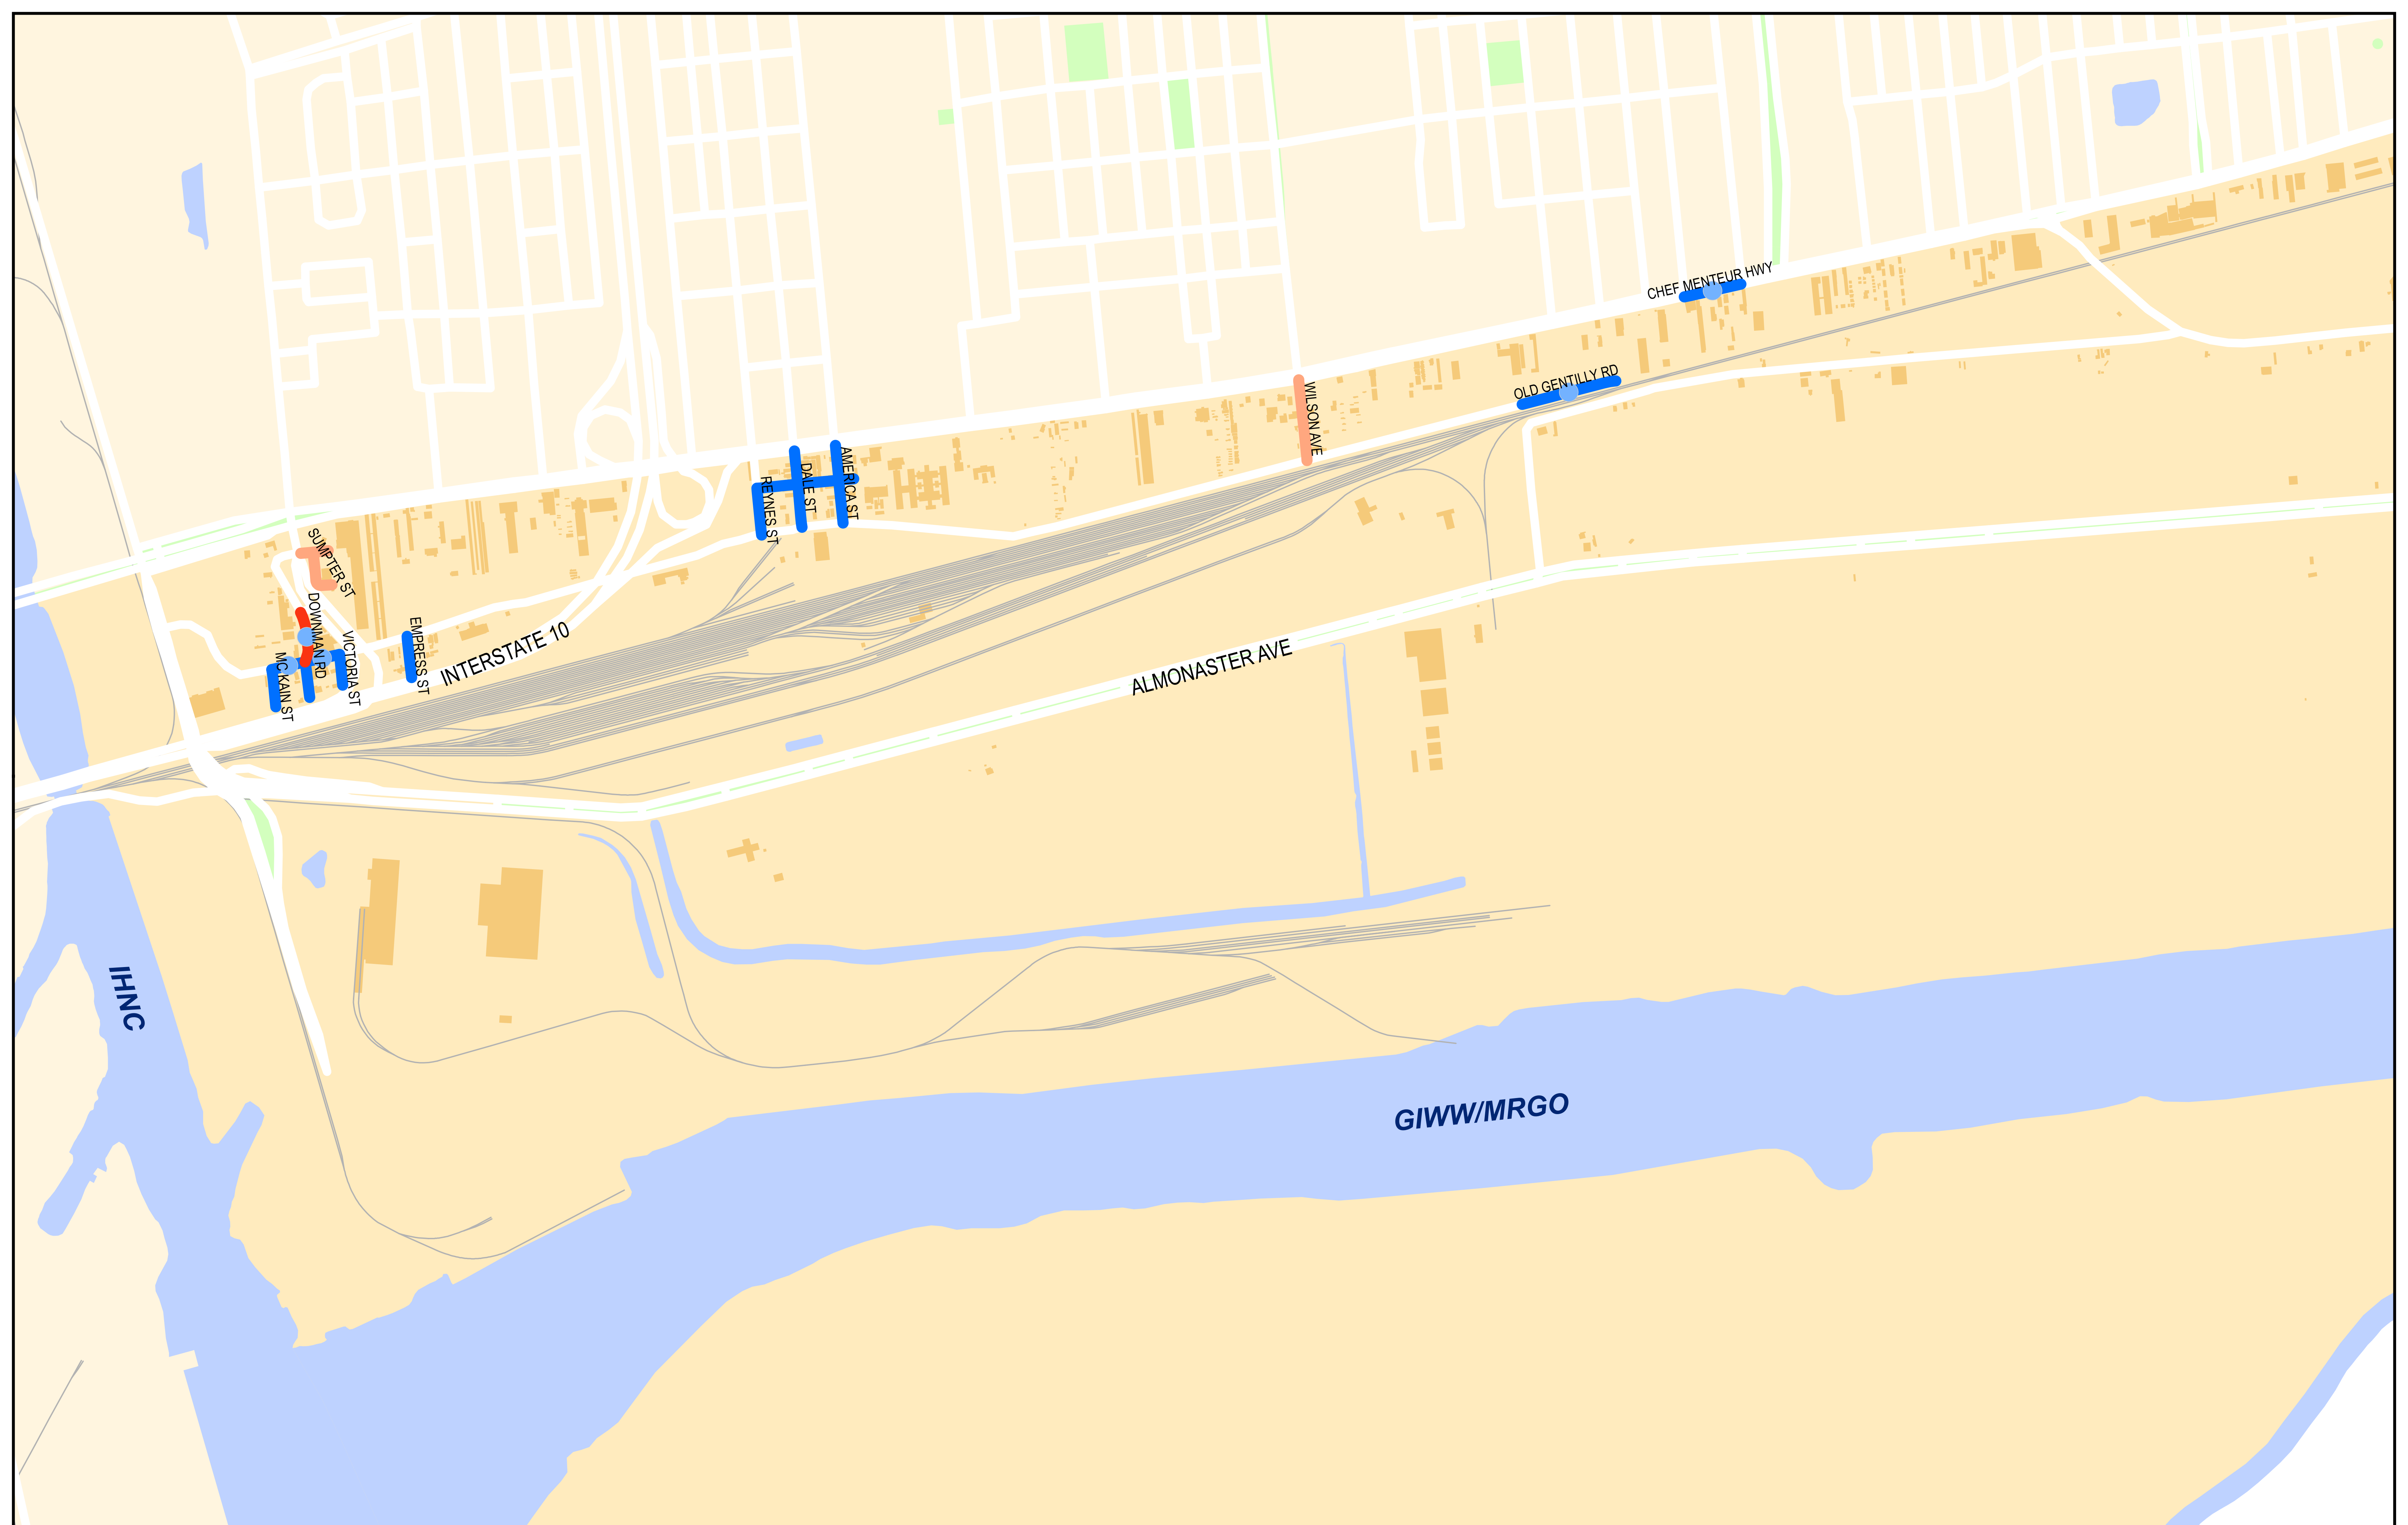 CHEF MENTEUR HWY
OLD GENTILLY RD
WILSON AVE
AMERICA ST
DALE ST
REYNES ST
SUMPTER ST
DOWNMAN RD
VICTORIA ST
EMPRESS ST
MC KAIN ST
INTERSTATE 10
ALMONASTER AVE
IHNC
GIWW/MRGO